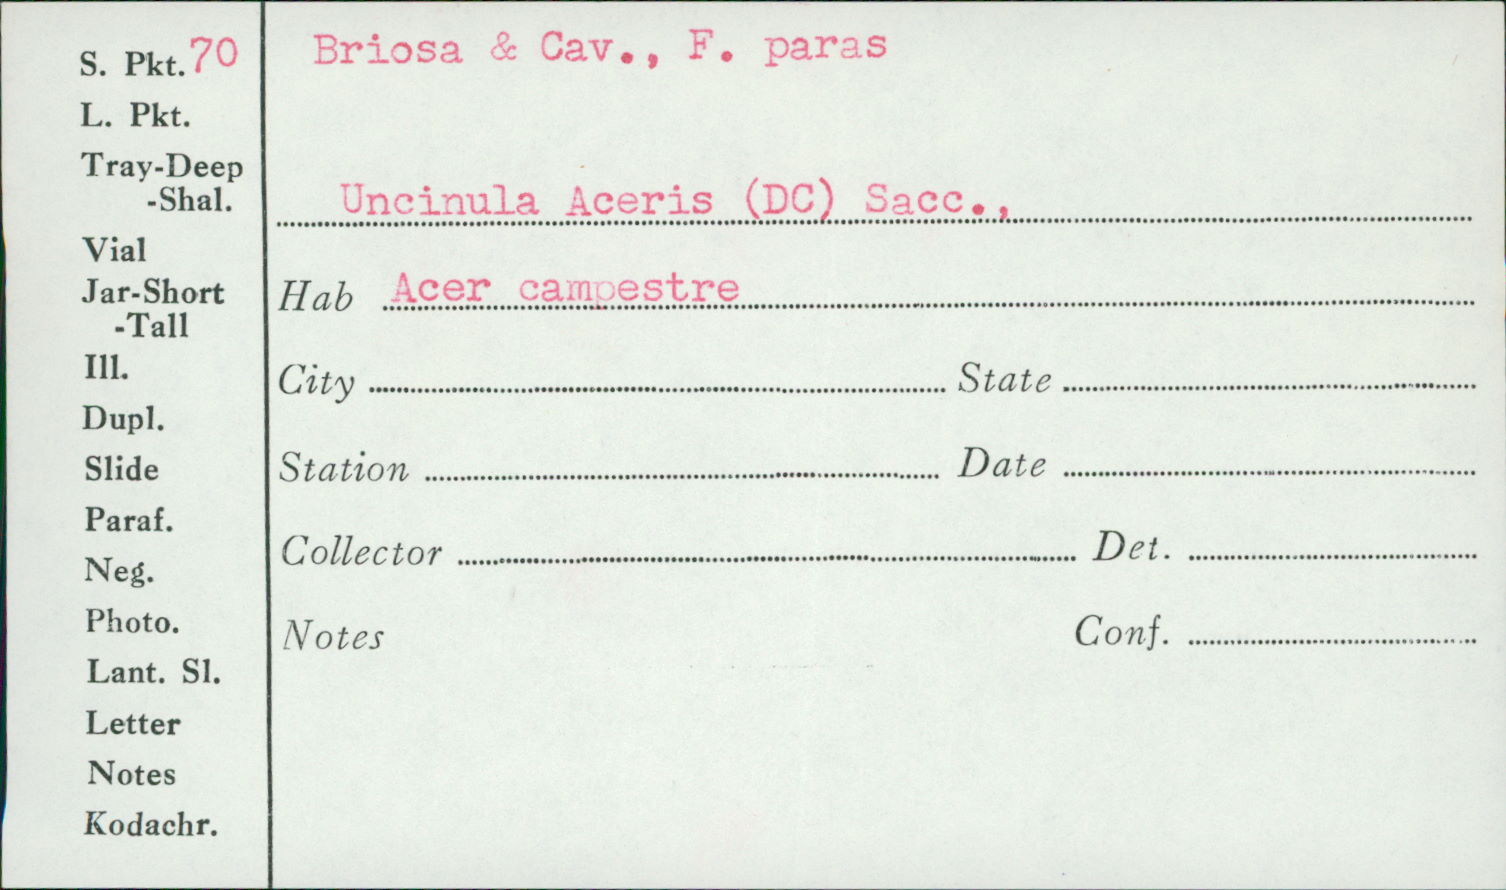 S. Pkt. 70
L. Pkt.
Tray-Deep
-Shal.
Vial
Jar-Short
-Tall
Ill.
Dupl.
Slide
Paraf.
Neg.
Photo.
Lant. Sl.
Letter
Notes
Kodachr.
Briosa & Cav., F. paras
Uncinula Aceris (DC) Sacc.,
Hab Acer campestre
City State
Station Date
Collector Det.
Notes Conf.